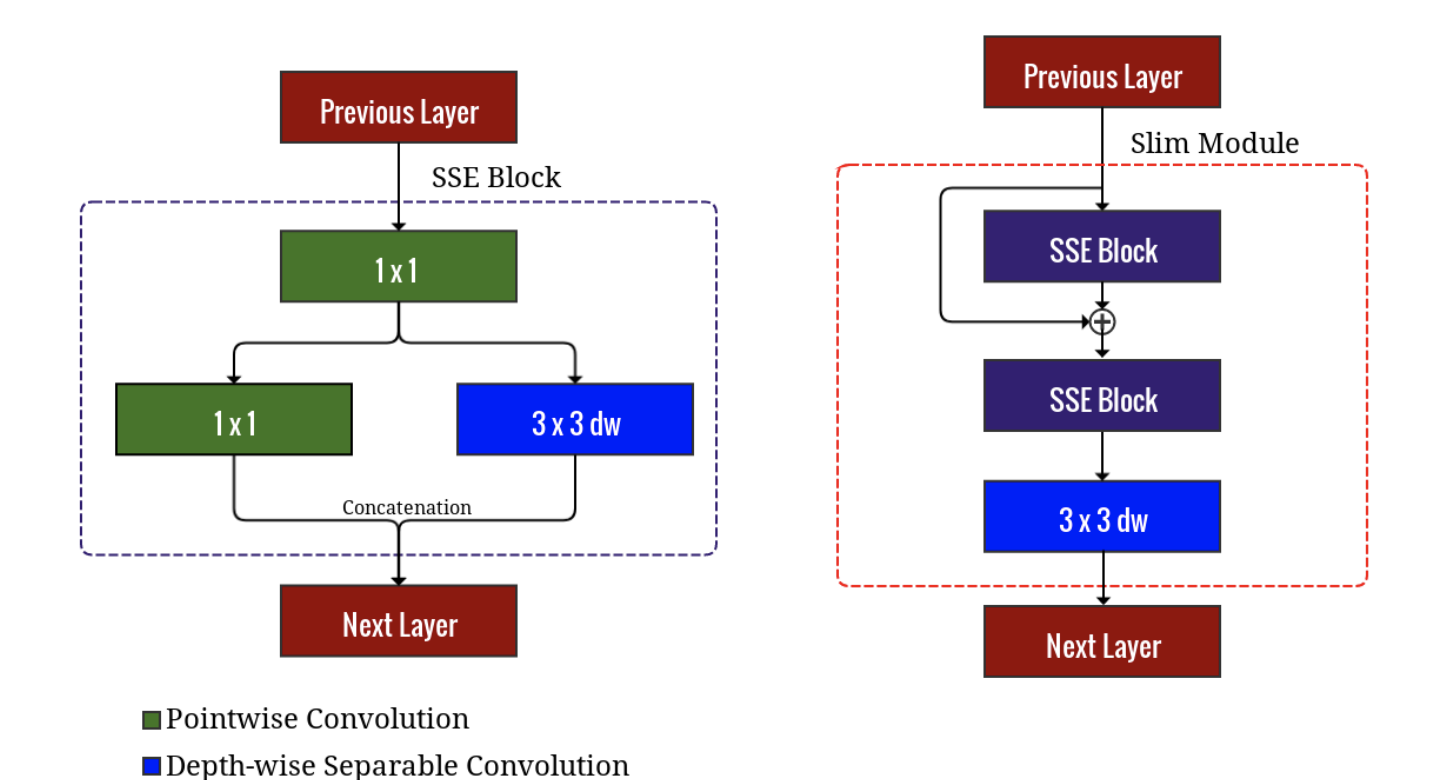 Previous Layer
SSE Block
1 x 1
1 x 1
3 x 3 dw
Concatenation
Next Layer
Pointwise Convolution
Depth-wise Separable Convolution
Previous Layer
Slim Module
SSE Block
SSE Block
3 x 3 dw
Next Layer